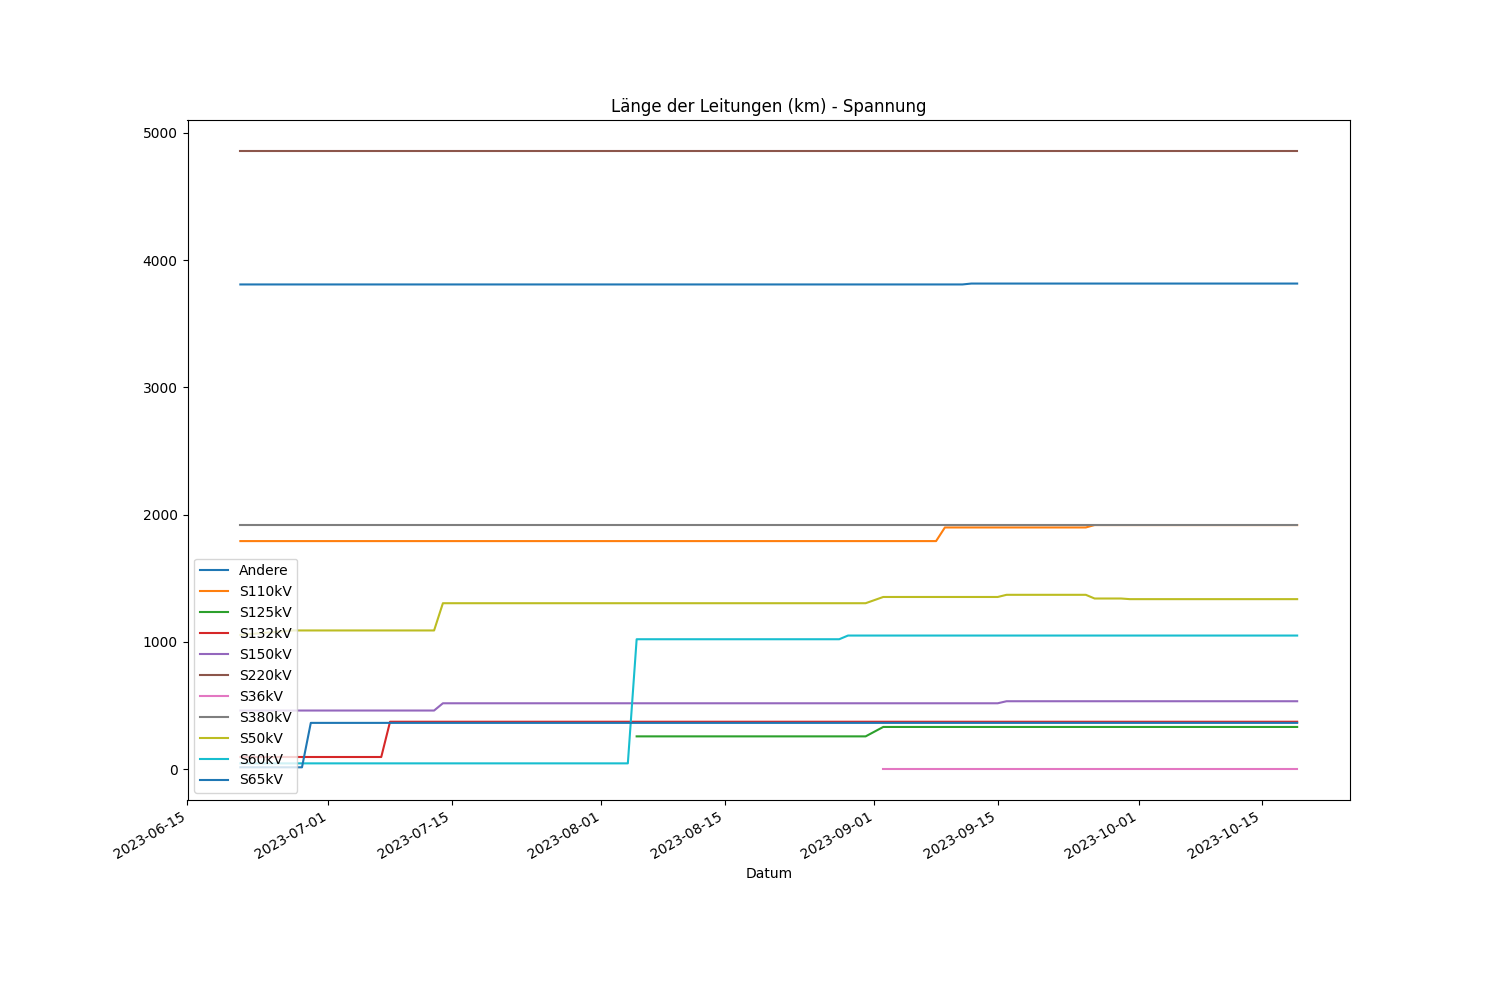 Länge der Leitungen (km) - Spannung
5000
4000
3000
2000
1000
0
Andere
S110kV
S125kV
S132kV
S150kV
S220kV
S36kV
S380kV
S50kV
S60kV
S65kV
2023-06-15
2023-07-01
2023-07-15
2023-08-01
2023-08-15
2023-09-01
2023-09-15
2023-10-01
2023-10-15
Datum